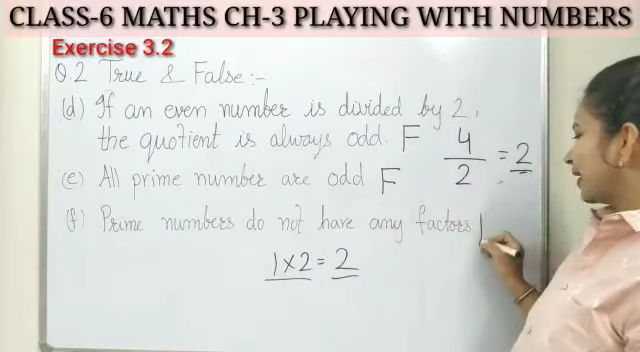 CLASS-6 MATHS CH-3 PLAYING WITH NUMBERS
Exercise 3.2
Q.2 True & False:-
(d) If an even number is divided by 2,
the quotient is always odd. F
4/2 = 2
(e) All prime number are odd F
(f) Prime numbers do not have any factors
1×2=2